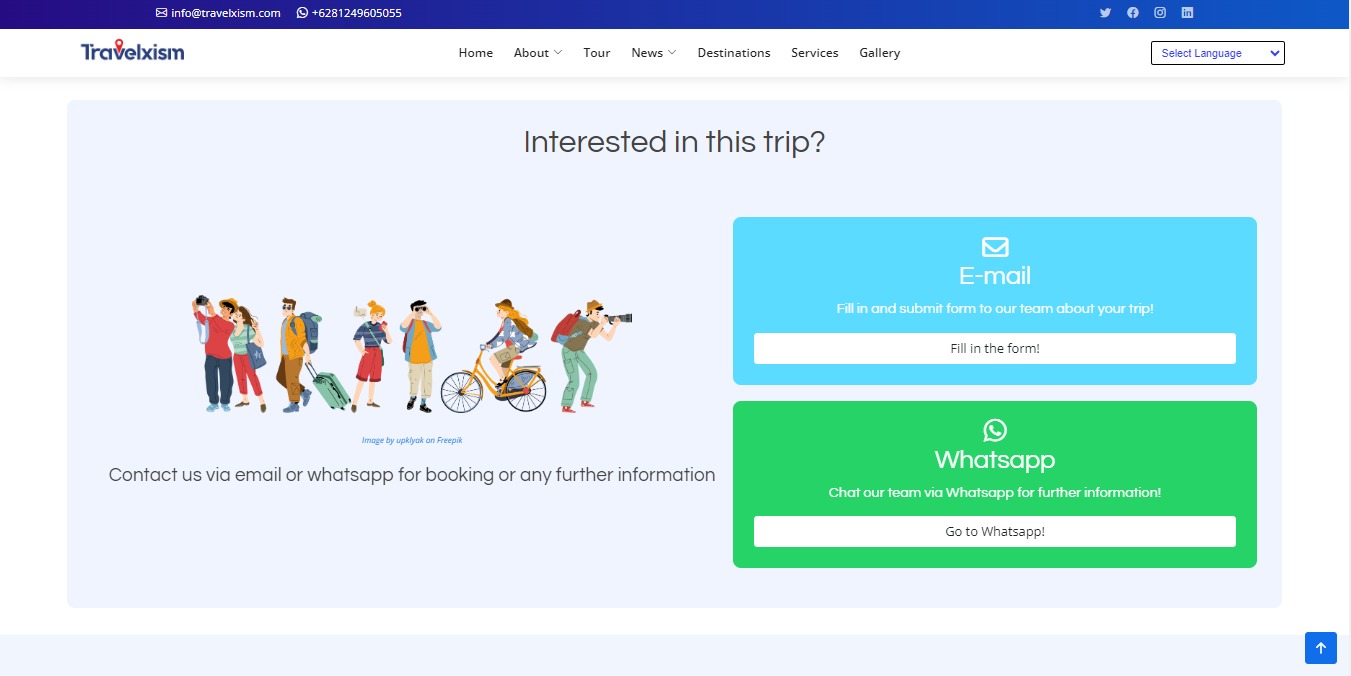 info@travelxism.com +6281249605055
Travelxism
Home About Tour News Destinations Services Gallery
Select Language
Interested in this trip?
Image by upklyak on Freepik
Contact us via email or whatsapp for booking or any further information
E-mail
Fill in and submit form to our team about your trip!
Fill in the form!
Whatsapp
Chat our team via Whatsapp for further information!
Go to Whatsapp!